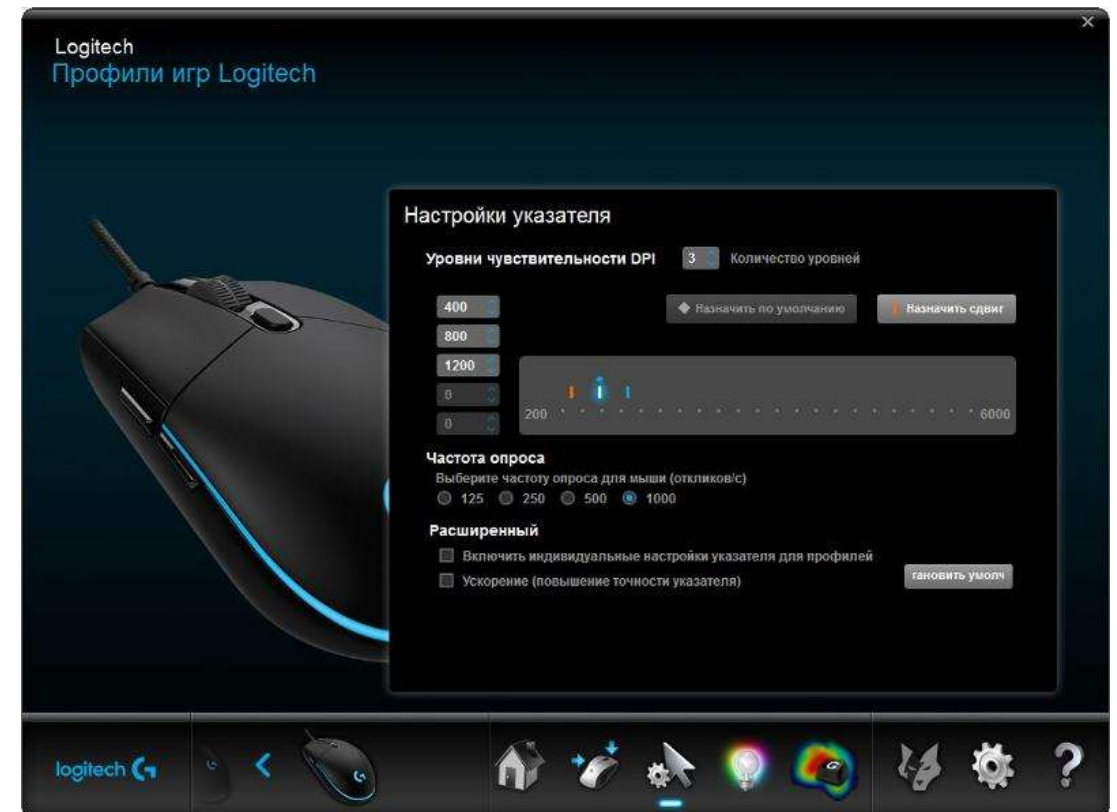 Logitech
Профили игр Logitech
Настройки указателя
Уровни чувствительности DPI 3 Количество уровней
400 Назначить по умолчанию Назначить сдвиг
800
1200
0
0
200 6000
Частота опроса
Выберите частоту опроса для мыши (откликов/с)
125 250 500 1000
Расширенный
Включить индивидуальные настройки указателя для профилей
Ускорение (повышение точности указателя) гановить умолч
logitech G G G ?